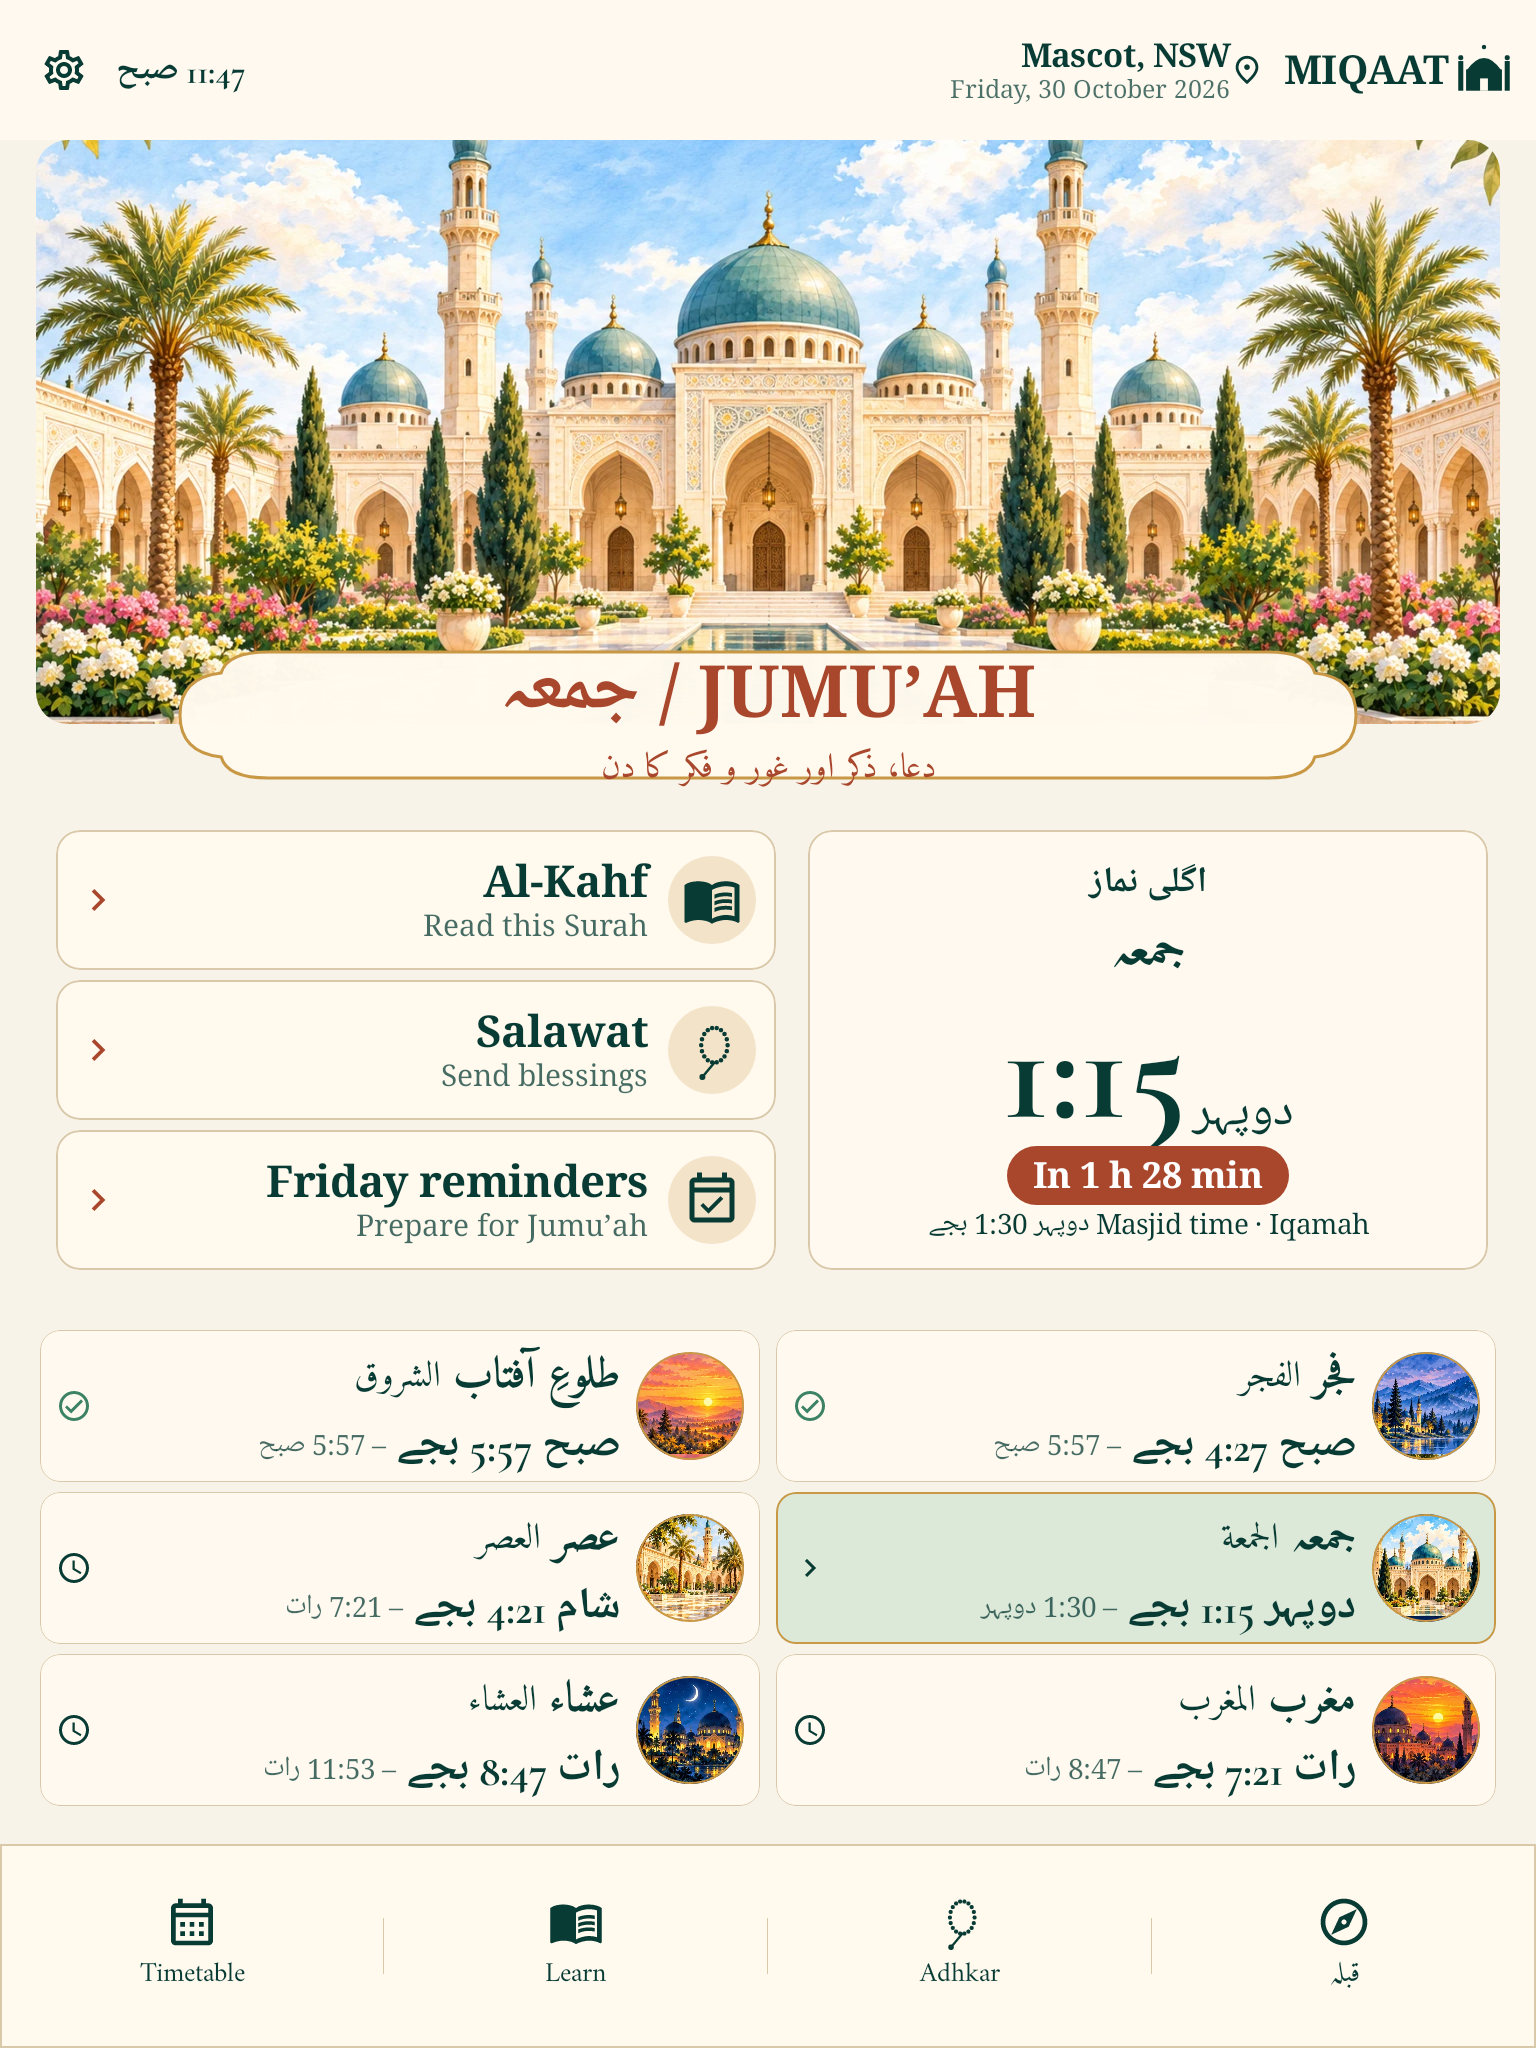 MIQAAT
Mascot, NSW
Friday, 30 October 2026
11:47 صبح
جمعہ / JUMU’AH
دعا، ذکر اور غور و فکر کا دن
اگلی نماز
جمعہ
1:15 دوپہر
In 1 h 28 min
Masjid time · Iqamah دوپہر 1:30 بجے
Al-Kahf
Read this Surah
Salawat
Send blessings
Friday reminders
Prepare for Jumu’ah
فجر الفجر
صبح 4:27 بجے – 5:57 صبح
طلوعِ آفتاب الشروق
صبح 5:57 بجے – 5:57 صبح
جمعہ الجمعة
دوپہر 1:15 بجے – 1:30 دوپہر
عصر العصر
شام 4:21 بجے – 7:21 رات
مغرب المغرب
رات 7:21 بجے – 8:47 رات
عشاء العشاء
رات 8:47 بجے – 11:53 رات
قبلہ
Adhkar
Learn
Timetable